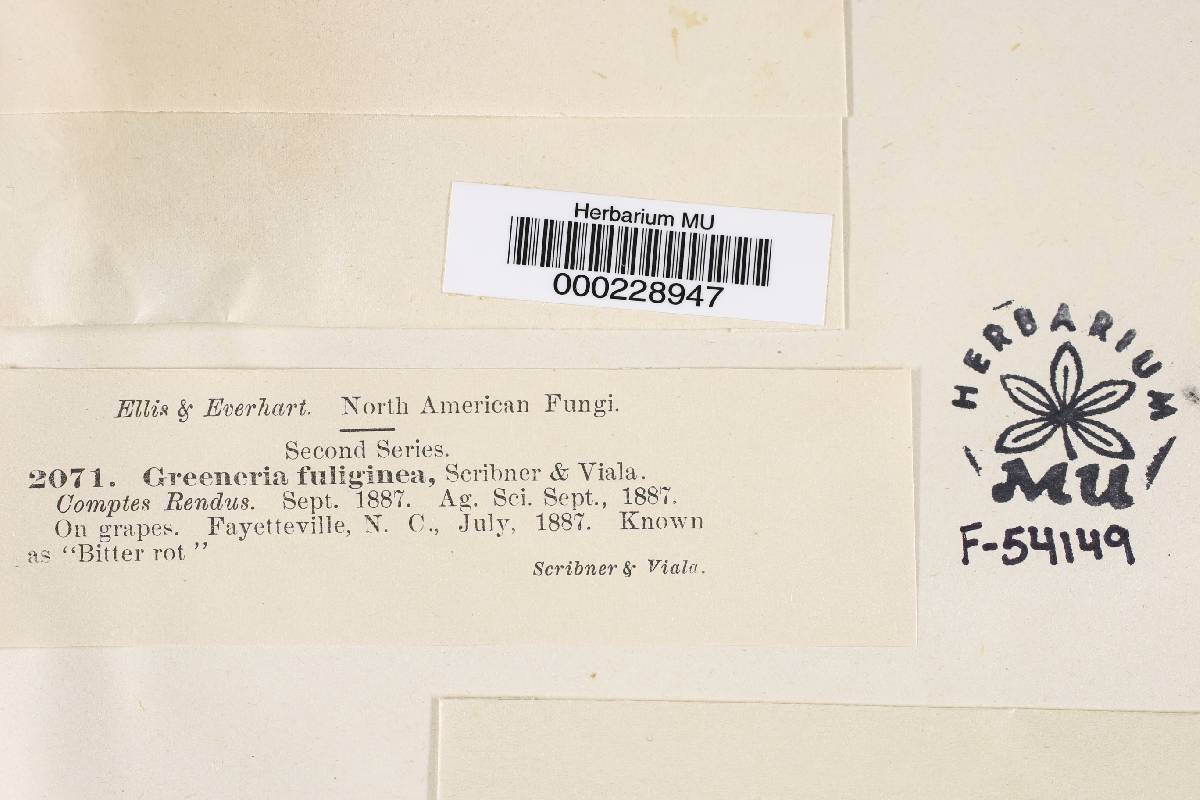 Herbarium MU
000228947
HERBARIUM
MU
F-54149
Ellis & Everhart. North American Fungi.
Second Series.
2071. Greeneria fuliginea, Scribner & Viala.
Comptes Rendus. Sept. 1887. Ag. Sci. Sept., 1887.
On grapes. Fayetteville, N. C., July, 1887. Known
as “Bitter rot”
Scribner & Viala.